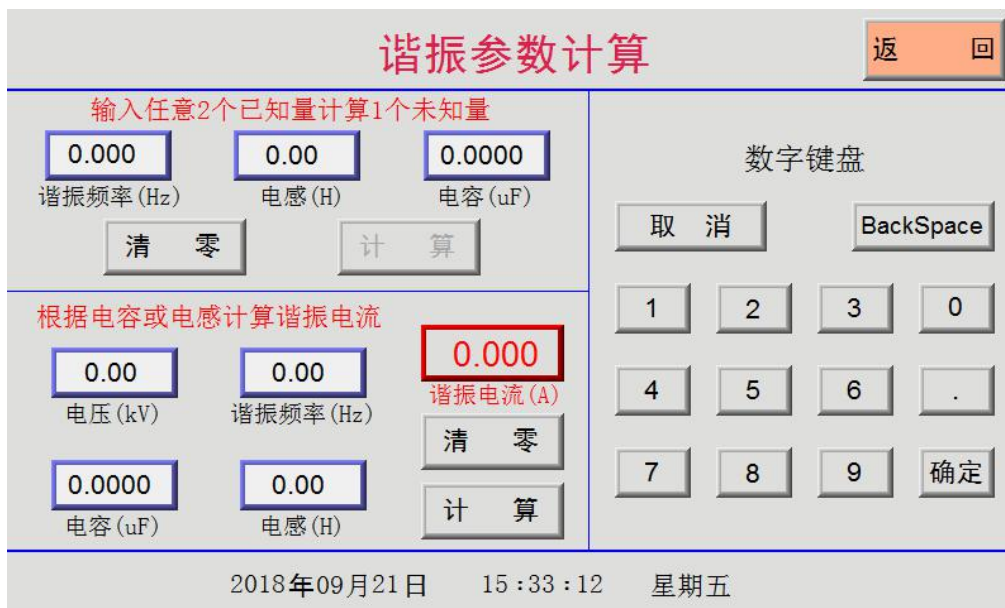 谐振参数计算
返 回
输入任意2个已知量计算1个未知量
0.000 0.00 0.0000
谐振频率(Hz) 电感(H) 电容(uF)
清 零 计 算
根据电容或电感计算谐振电流
0.00 0.00 0.000
电压(kV) 谐振频率(Hz) 谐振电流(A)
清 零
0.0000 0.00
电容(uF) 电感(H)
计 算
数字键盘
取 消 BackSpace
1 2 3 0
4 5 6 .
7 8 9 确定
2018年09月21日 15:33:12 星期五